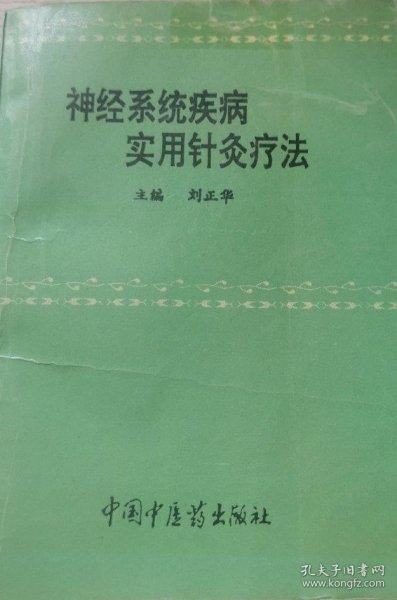 神经系统疾病
实用针灸疗法
主编 刘正华
中国中医药出版社
孔夫子旧书网
www.kongfz.com